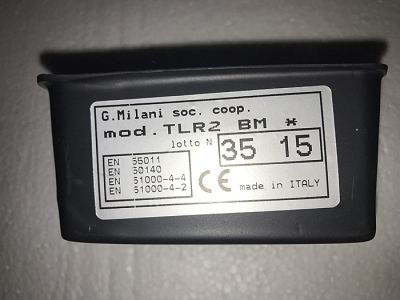 G.Milani soc. coop.
mod. TLR2 BM *
lotto N 35 15
EN 55011
EN 50140
EN 61000-4-4
EN 61000-4-2
CE made in ITALY